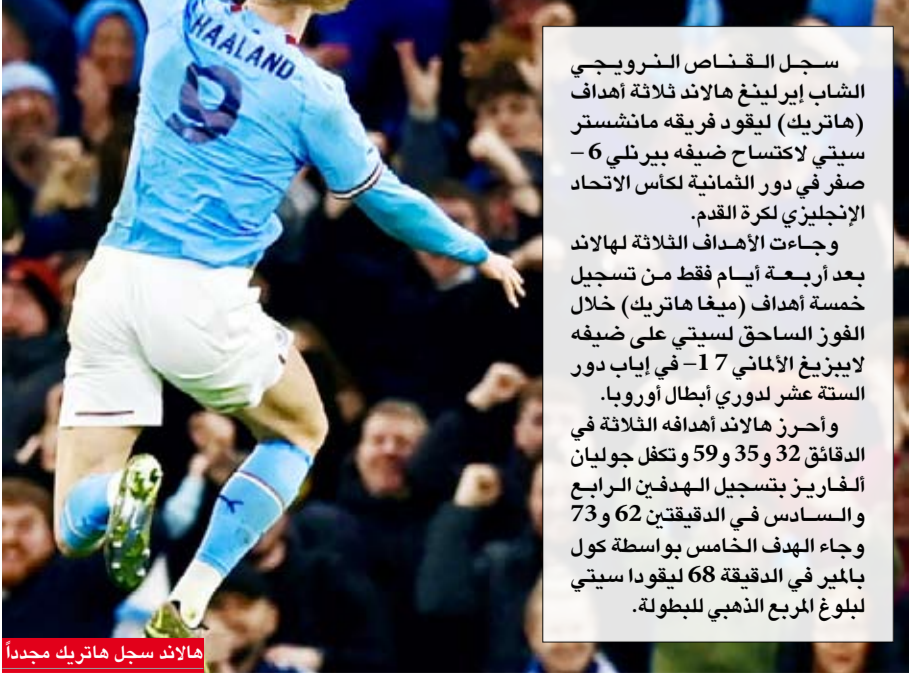 HAALAND
9
سجل القناص النرويجي
الشاب إيرلينغ هالاند ثلاثة أهداف
(هاتريك) ليقود فريقه مانشستر
سيتي لاكتساح ضيفه بيرنلي 6 –
صفر في دور الثمانية لكأس الاتحاد
الإنجليزي لكرة القدم.
وجاءت الأهداف الثلاثة لهالاند
بعد أربعة أيام فقط من تسجيل
خمسة أهداف (ميغا هاتريك) خلال
الفوز الساحق لسيتي على ضيفه
لايبزيغ الألماني 7 1– في إياب دور
الستة عشر لدوري أبطال أوروبا.
وأحرز هالاند أهدافه الثلاثة في
الدقائق 32 و35 و59 وتكفل جوليان
ألفاريز بتسجيل الهدفين الرابع
والسادس في الدقيقتين 62 و73
وجاء الهدف الخامس بواسطة كول
بالمير في الدقيقة 68 ليقودا سيتي
لبلوغ المربع الذهبي للبطولة.
هالاند سجل هاتريك مجدداً